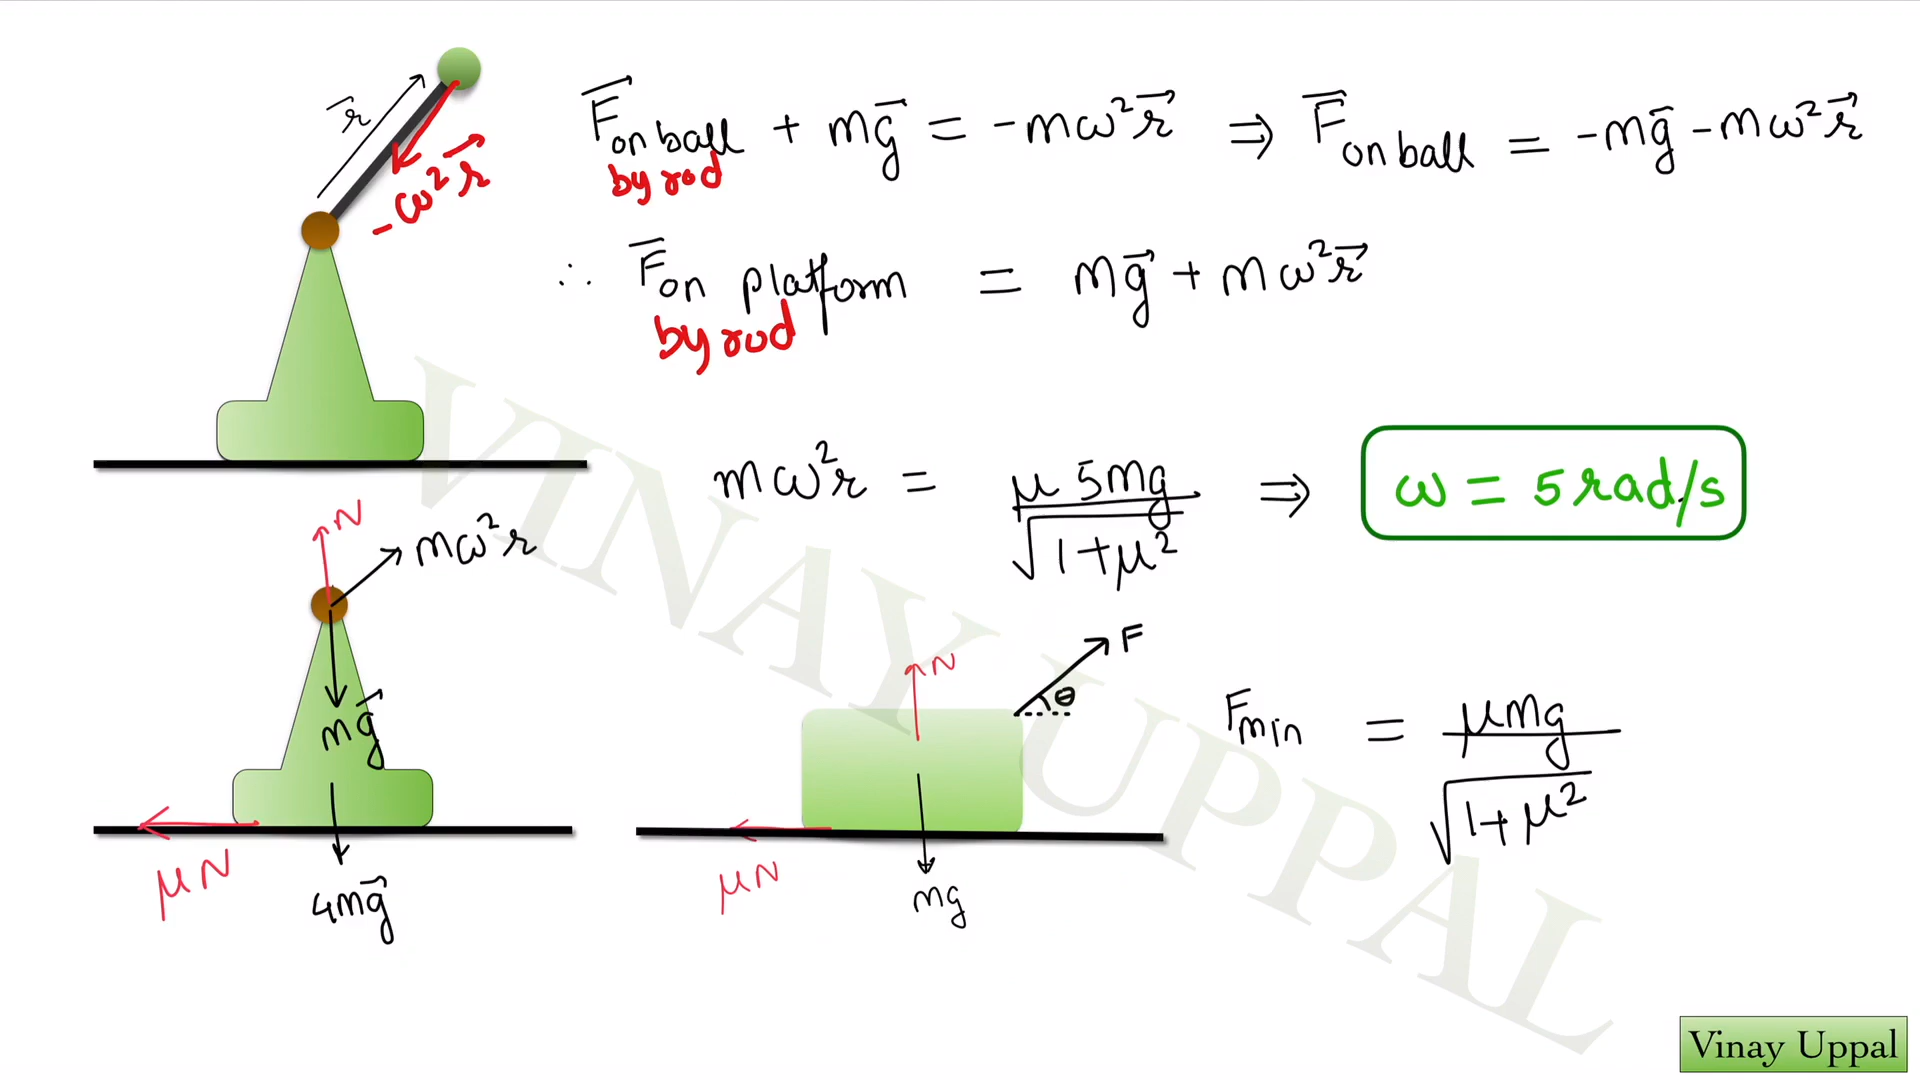 r⃗
-ω²r⃗
F⃗ on ball + mg⃗ = -mω²r⃗ ⇒ F⃗ on ball = -mg⃗ - mω²r⃗
by rod
∴ F⃗ on platform = mg⃗ + mω²r⃗
by rod
mω²r = μ 5mg / √(1+μ²) ⇒ ω = 5 rad/s
N
mω²r
mg⃗
μN
4mg⃗
N
F
θ
μN
mg
Fmin = μmg / √(1+μ²)
VINAY UPPAL
Vinay Uppal